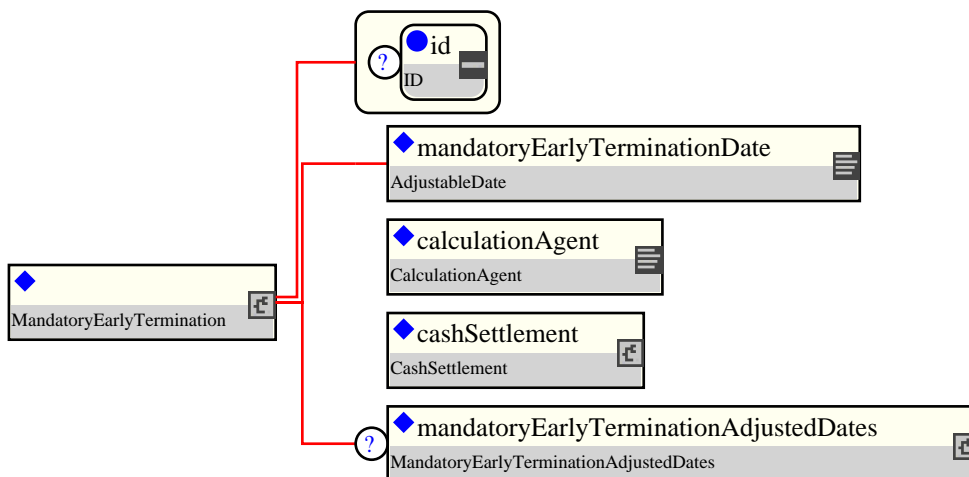 ?
id
ID
mandatoryEarlyTerminationDate
AdjustableDate
calculationAgent
CalculationAgent
MandatoryEarlyTermination
cashSettlement
CashSettlement
?
mandatoryEarlyTerminationAdjustedDates
MandatoryEarlyTerminationAdjustedDates